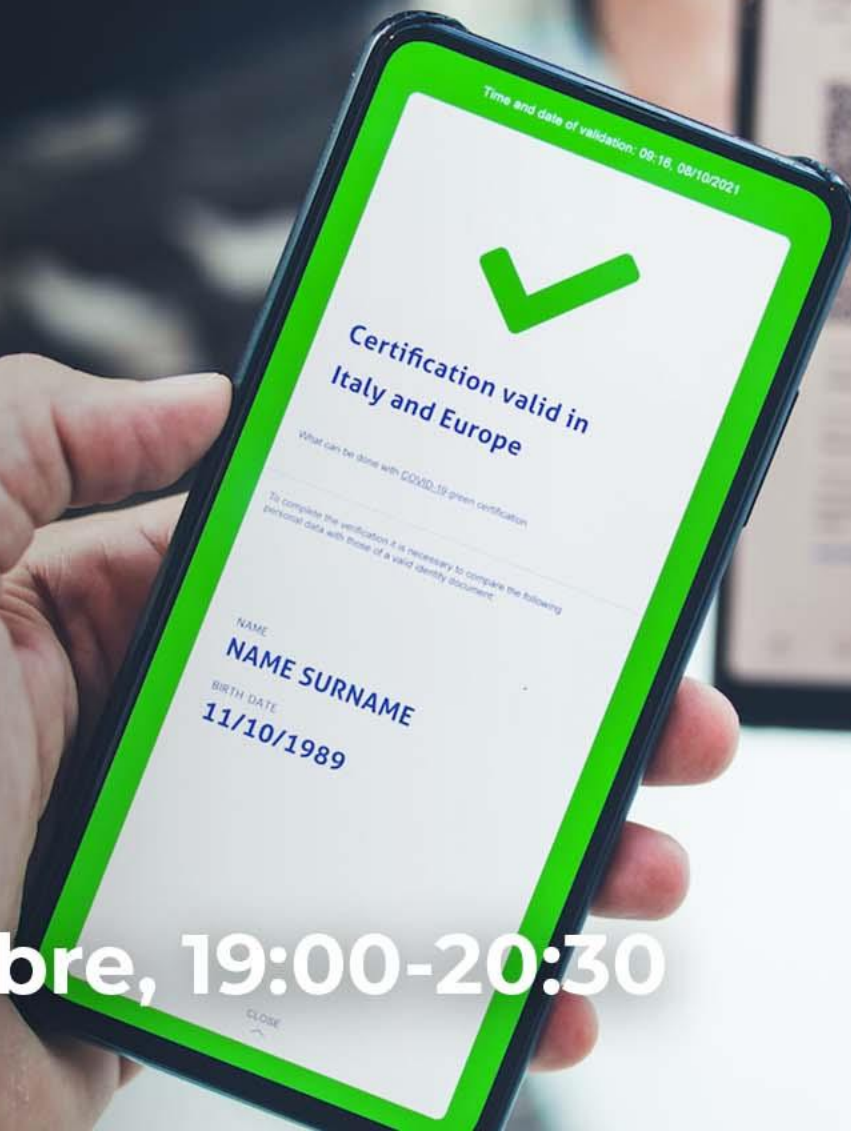 Time and date of validation: 09:16, 08/10/2021
Certification valid in
Italy and Europe
What can be done with COVID-19 green certification
To complete the verification it is necessary to compare the following
personal data with those of a valid identity document
NAME
NAME SURNAME
BIRTH DATE
11/10/1989
bre, 19:00-20:30
CLOSE